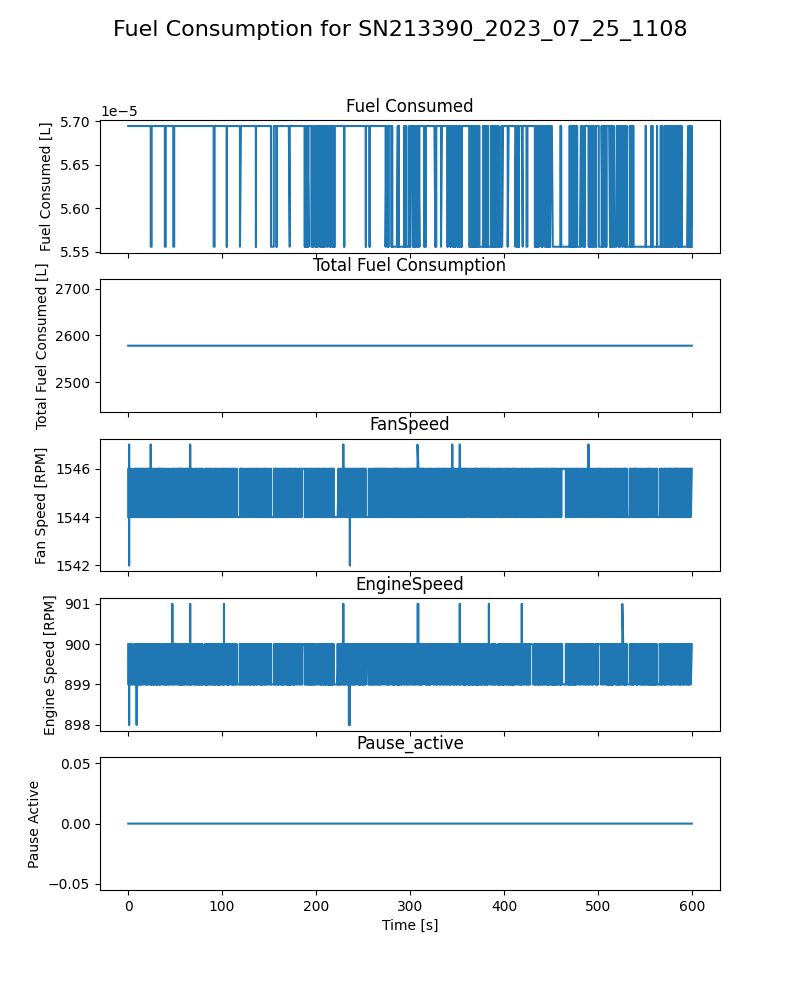 Fuel Consumption for SN213390_2023_07_25_1108
Fuel Consumed
1e−5
5.70
5.65
5.60
5.55
Fuel Consumed [L]
Total Fuel Consumption
2700
2600
2500
Total Fuel Consumed [L]
FanSpeed
1546
1544
1542
Fan Speed [RPM]
EngineSpeed
901
900
899
898
Engine Speed [RPM]
Pause_active
0.05
0.00
−0.05
Pause Active
0 100 200 300 400 500 600
Time [s]